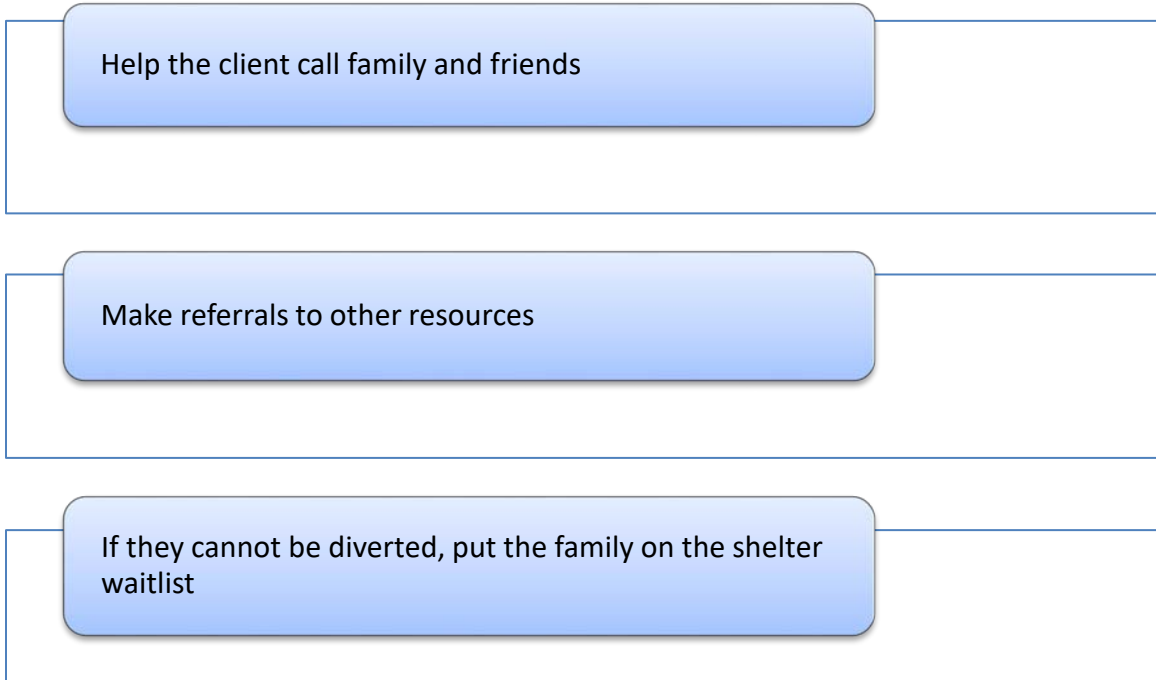 Help the client call family and friends
Make referrals to other resources
If they cannot be diverted, put the family on the shelter
waitlist